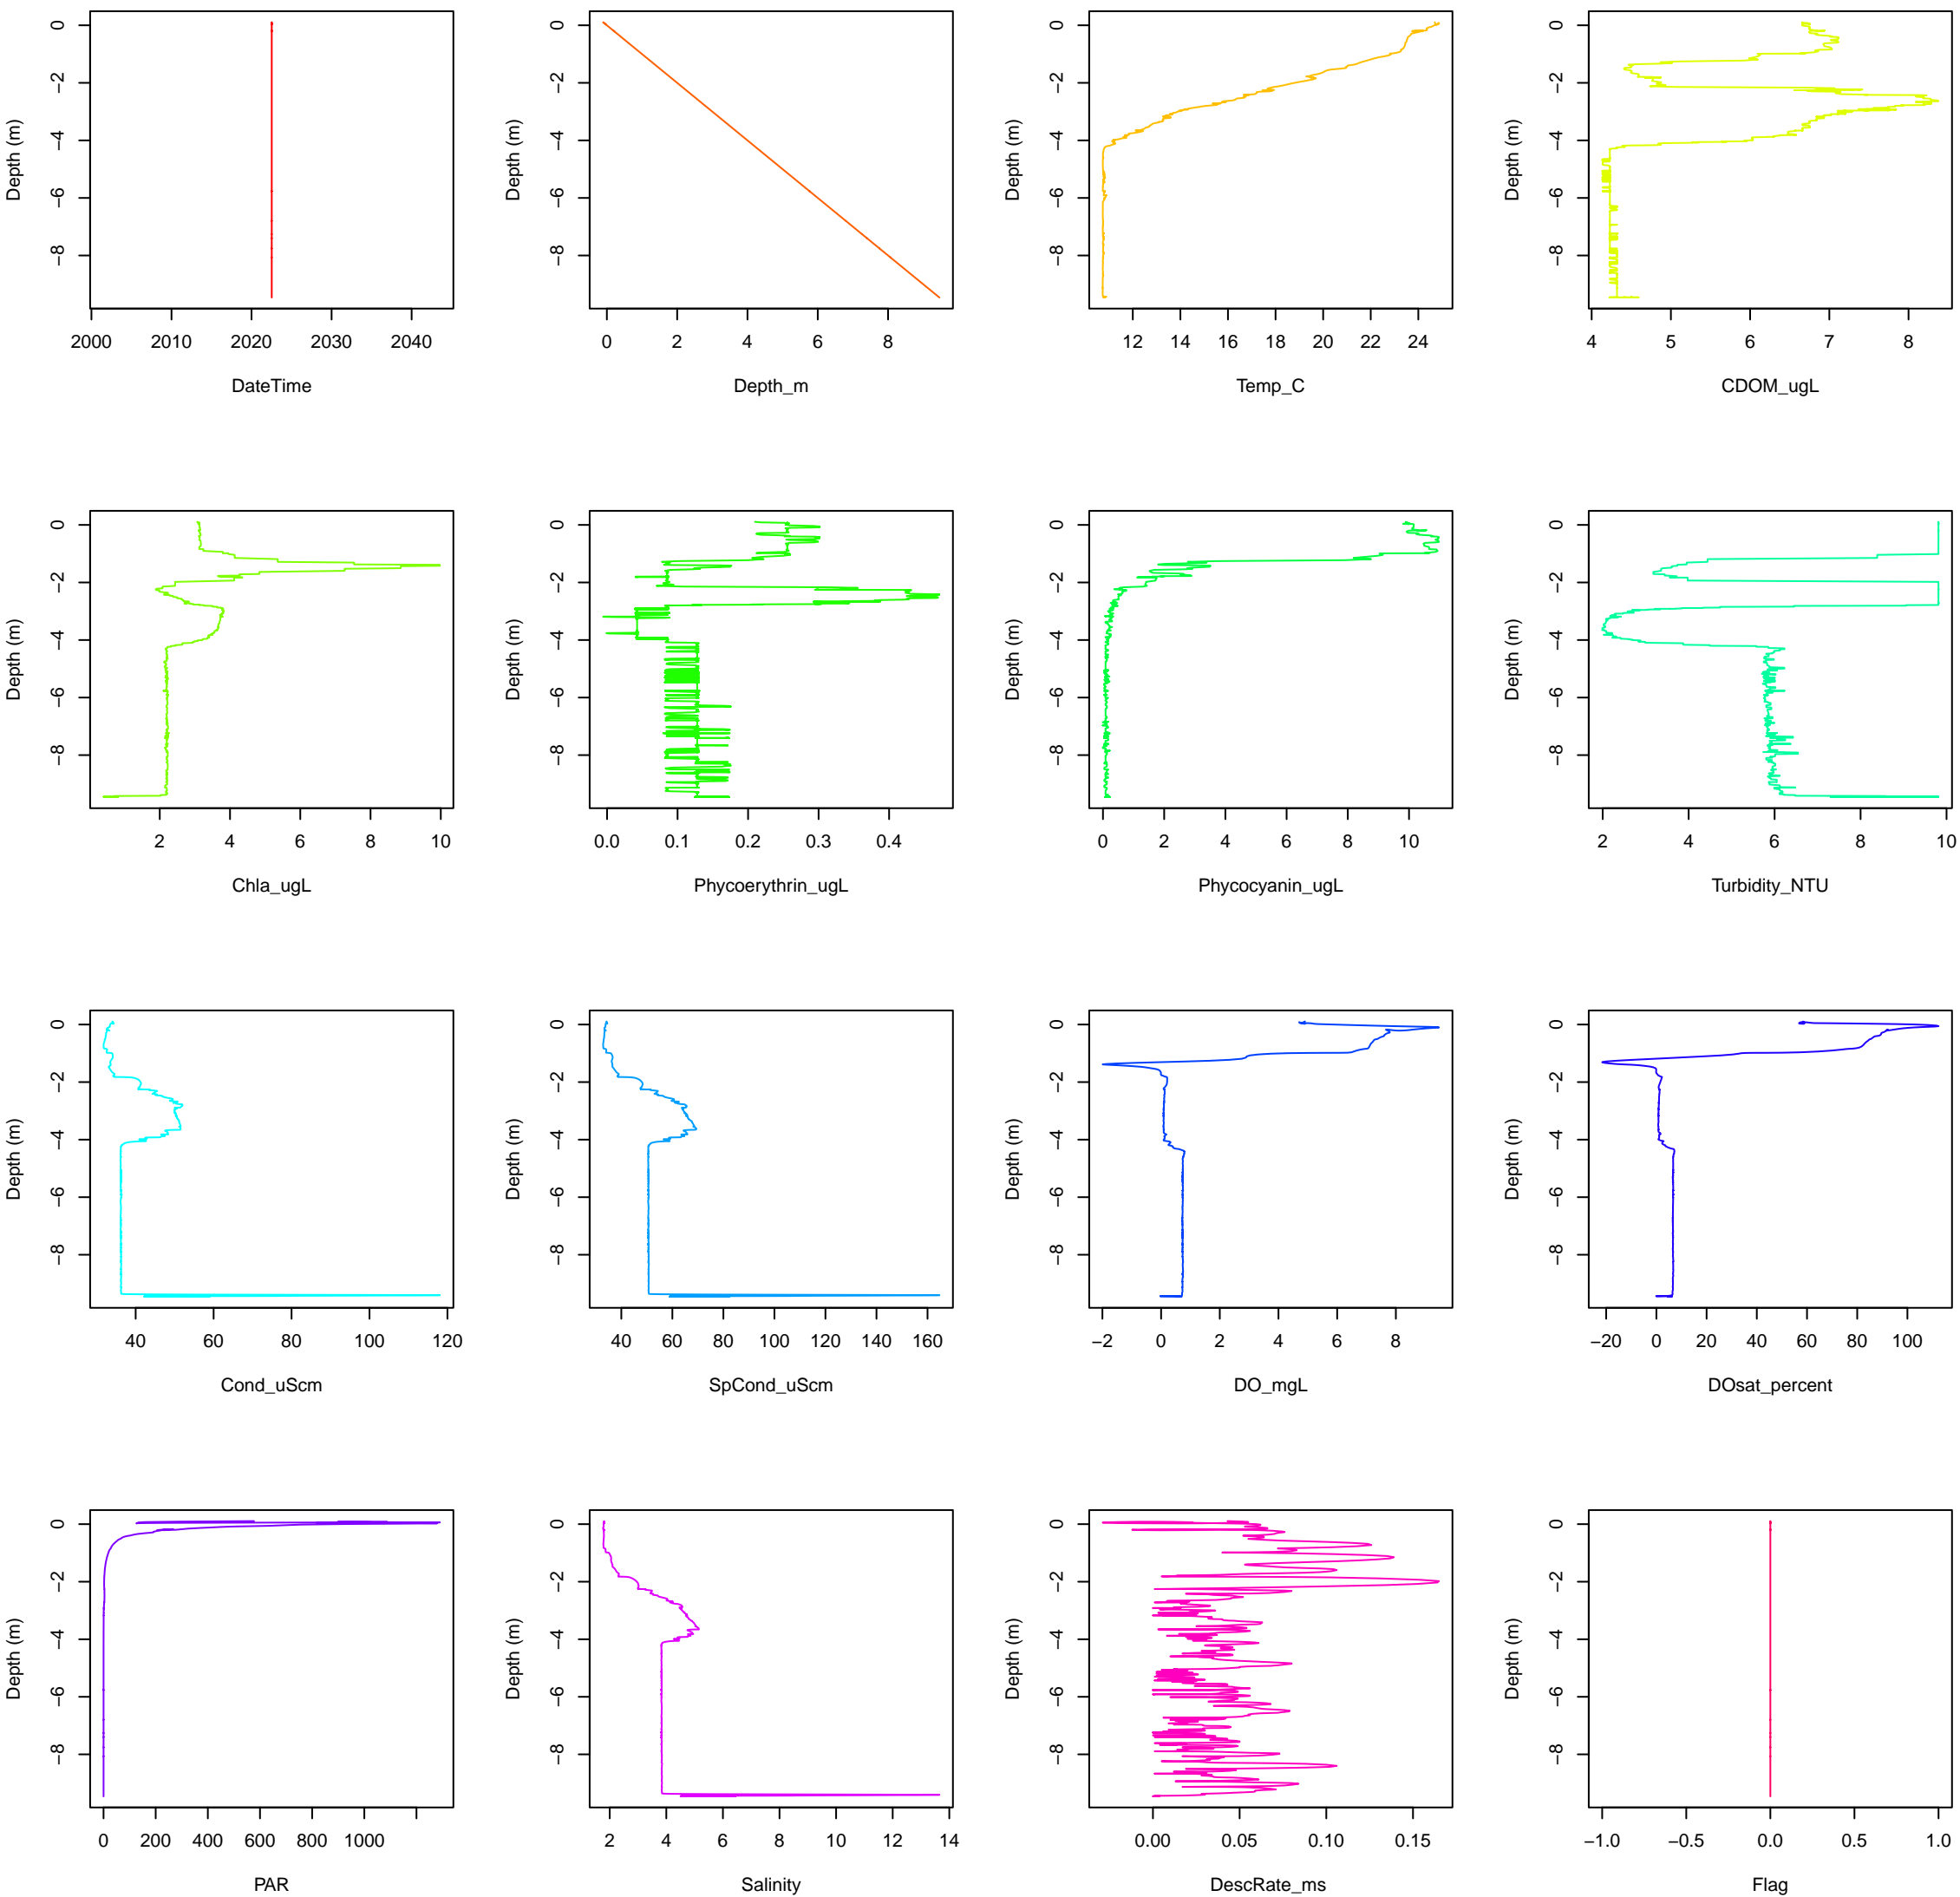 0
−2
−4
−6
−8
Depth (m)
2000 2010 2020 2030 2040
DateTime
0
−2
−4
−6
−8
Depth (m)
0 2 4 6 8
Depth_m
0
−2
−4
−6
−8
Depth (m)
12 14 16 18 20 22 24
Temp_C
0
−2
−4
−6
−8
Depth (m)
4 5 6 7 8
CDOM_ugL
0
−2
−4
−6
−8
Depth (m)
2 4 6 8 10
Chla_ugL
0
−2
−4
−6
−8
Depth (m)
0.0 0.1 0.2 0.3 0.4
Phycoerythrin_ugL
0
−2
−4
−6
−8
Depth (m)
0 2 4 6 8 10
Phycocyanin_ugL
0
−2
−4
−6
−8
Depth (m)
2 4 6 8 10
Turbidity_NTU
0
−2
−4
−6
−8
Depth (m)
40 60 80 100 120
Cond_uScm
0
−2
−4
−6
−8
Depth (m)
40 60 80 100 120 140 160
SpCond_uScm
0
−2
−4
−6
−8
Depth (m)
−2 0 2 4 6 8
DO_mgL
0
−2
−4
−6
−8
Depth (m)
−20 0 20 40 60 80 100
DOsat_percent
0
−2
−4
−6
−8
Depth (m)
0 200 400 600 800 1000
PAR
0
−2
−4
−6
−8
Depth (m)
2 4 6 8 10 12 14
Salinity
0
−2
−4
−6
−8
Depth (m)
0.00 0.05 0.10 0.15
DescRate_ms
0
−2
−4
−6
−8
Depth (m)
−1.0 −0.5 0.0 0.5 1.0
Flag